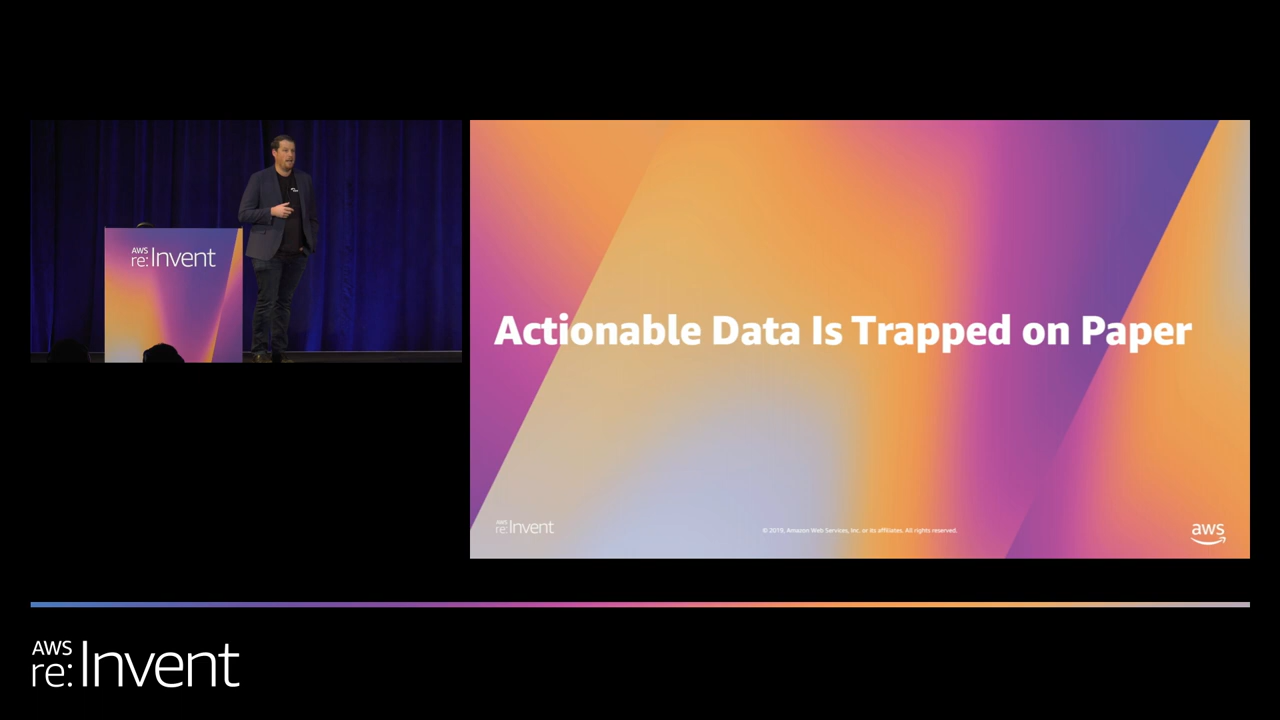 AWS
re:Invent
Actionable Data Is Trapped on Paper
AWS
re:Invent
© 2019, Amazon Web Services, Inc. or its affiliates. All rights reserved.
aws
AWS
re:Invent